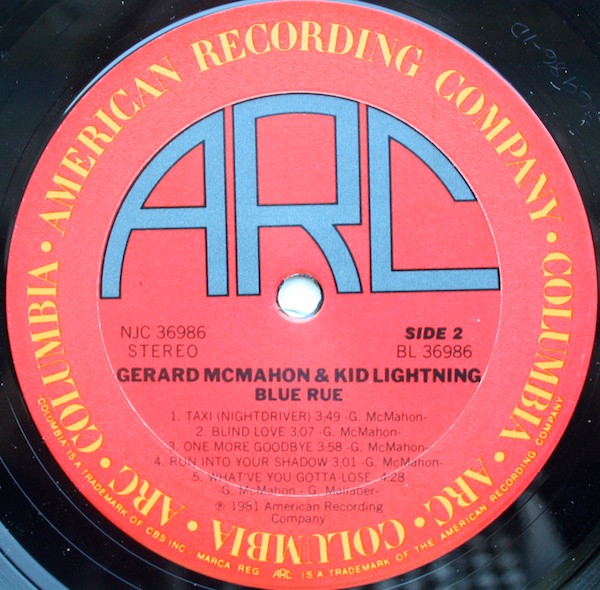 AMERICAN RECORDING COMPANY • COLUMBIA • ARC • COLUMBIA • ARC • COLUMBIA •
ARC
NJC 36986
SIDE 2
STEREO
BL 36986
GERARD MCMAHON & KID LIGHTNING
BLUE RUE
1. TAXI (NIGHTDRIVER) 3:49 -G. McMahon-
2. BLIND LOVE 3:07 -G. McMahon-
3. ONE MORE GOODBYE 3:58 -G. McMahon-
4. RUN INTO YOUR SHADOW 3:01 -G. McMahon-
5. WHAT'VE YOU GOTTA LOSE 4:28
-G. McMahon - G. Mallaber-
℗ 1981 American Recording
Company
"COLUMBIA" IS A TRADEMARK OF CBS INC. MARCA REG. ARC IS A TRADEMARK OF THE AMERICAN RECORDING COMPANY